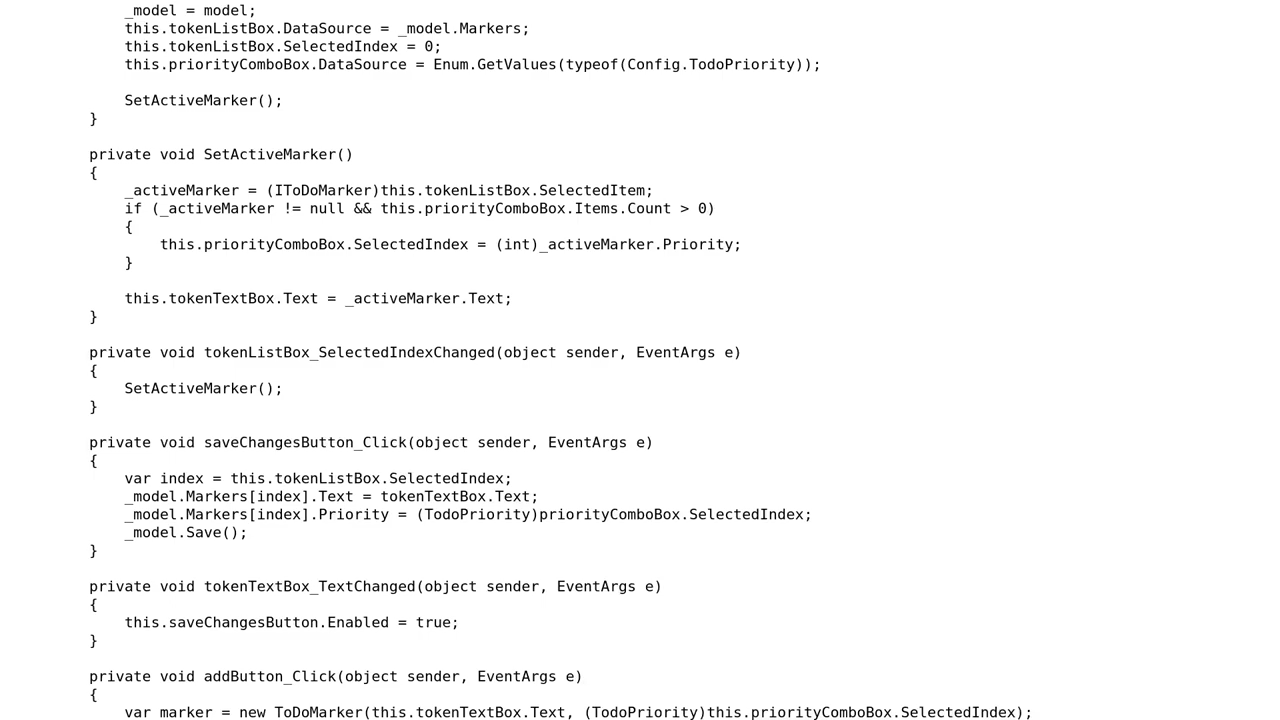 _model = model;
this.tokenListBox.DataSource = _model.Markers;
this.tokenListBox.SelectedIndex = 0;
this.priorityComboBox.DataSource = Enum.GetValues(typeof(Config.TodoPriority));
SetActiveMarker();
}
private void SetActiveMarker()
{
_activeMarker = (IToDoMarker)this.tokenListBox.SelectedItem;
if (_activeMarker != null && this.priorityComboBox.Items.Count > 0)
{
this.priorityComboBox.SelectedIndex = (int)_activeMarker.Priority;
}
this.tokenTextBox.Text = _activeMarker.Text;
}
private void tokenListBox_SelectedIndexChanged(object sender, EventArgs e)
{
SetActiveMarker();
}
private void saveChangesButton_Click(object sender, EventArgs e)
{
var index = this.tokenListBox.SelectedIndex;
_model.Markers[index].Text = tokenTextBox.Text;
_model.Markers[index].Priority = (TodoPriority)priorityComboBox.SelectedIndex;
_model.Save();
}
private void tokenTextBox_TextChanged(object sender, EventArgs e)
{
this.saveChangesButton.Enabled = true;
}
private void addButton_Click(object sender, EventArgs e)
{
var marker = new ToDoMarker(this.tokenTextBox.Text, (TodoPriority)this.priorityComboBox.SelectedIndex);